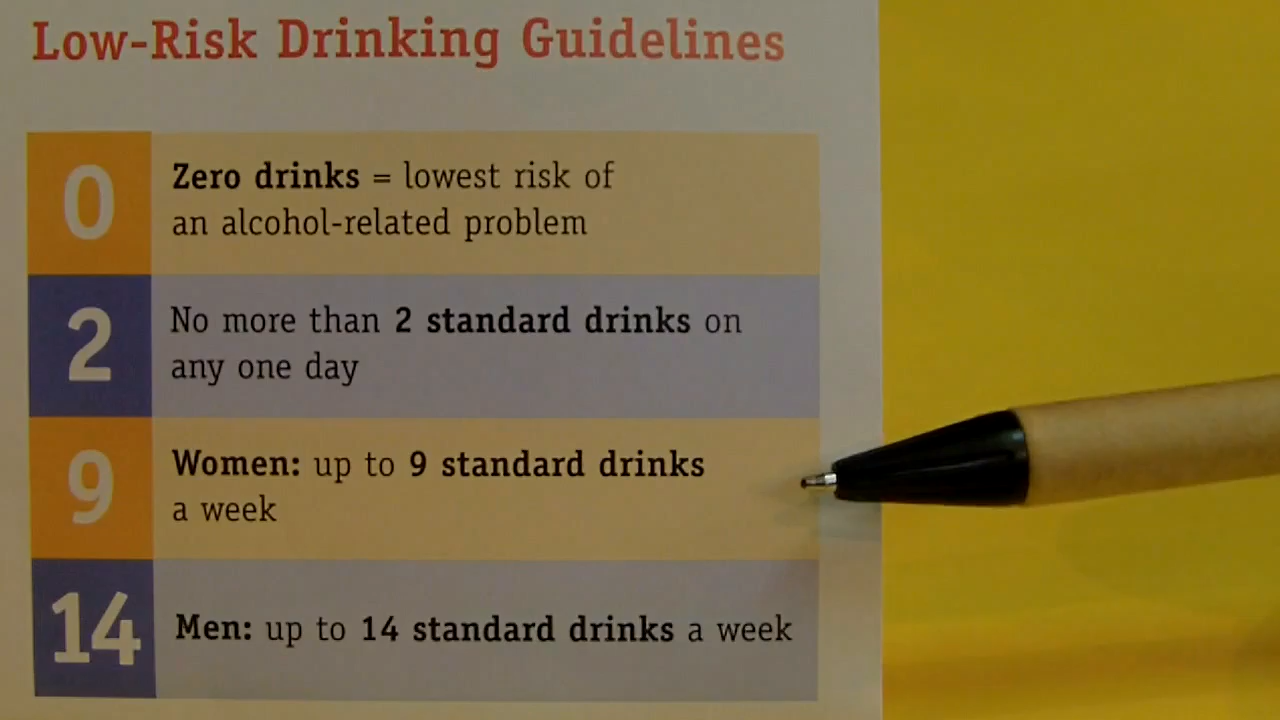 Low-Risk Drinking Guidelines
0
Zero drinks = lowest risk of
an alcohol-related problem
2
No more than 2 standard drinks on
any one day
9
Women: up to 9 standard drinks
a week
14
Men: up to 14 standard drinks a week